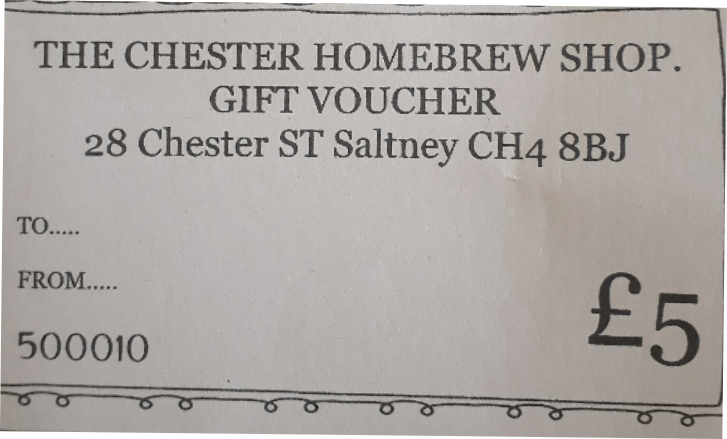 THE CHESTER HOMEBREW SHOP.
GIFT VOUCHER
28 Chester ST Saltney CH4 8BJ
TO.....
FROM.....
£5
500010